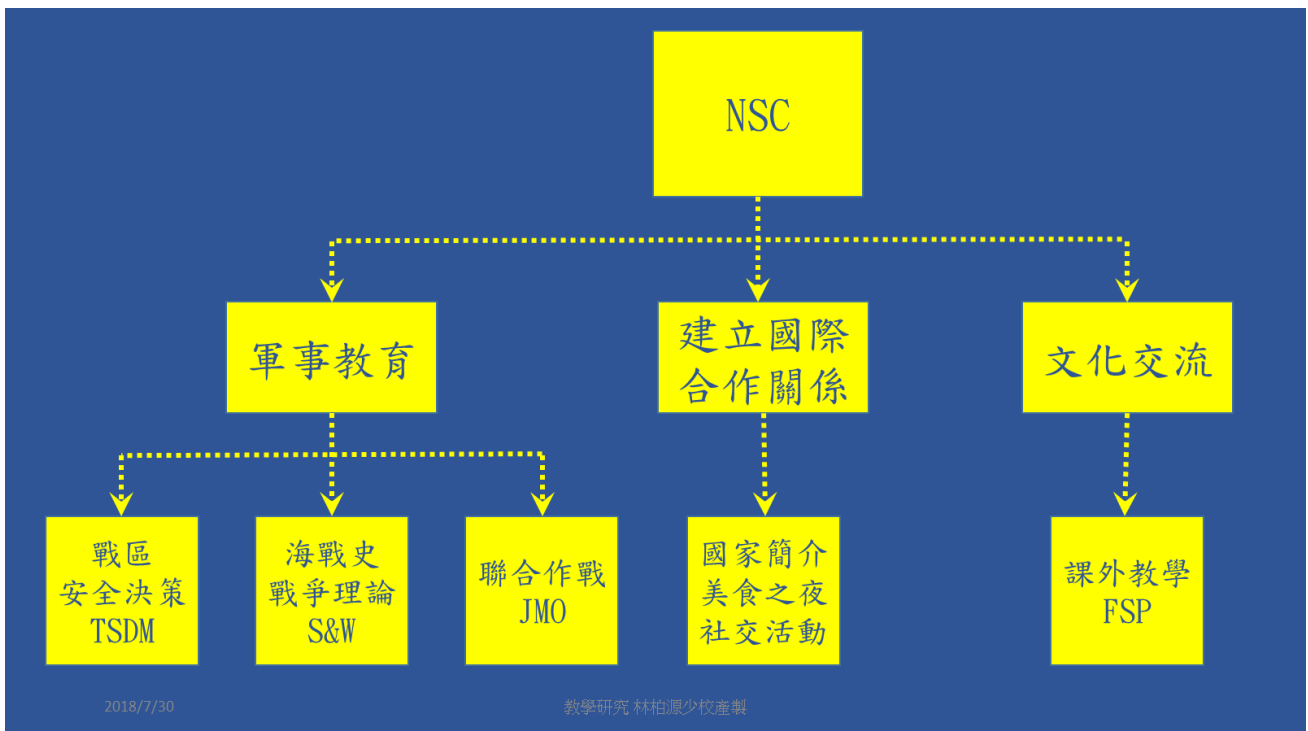 NSC
軍事教育
建立國際
合作關係
文化交流
戰區
安全決策
TSDM
海戰史
戰爭理論
S&W
聯合作戰
JMO
國家簡介
美食之夜
社交活動
課外教學
FSP
2018/7/30
教學研究 林柏源少校產製